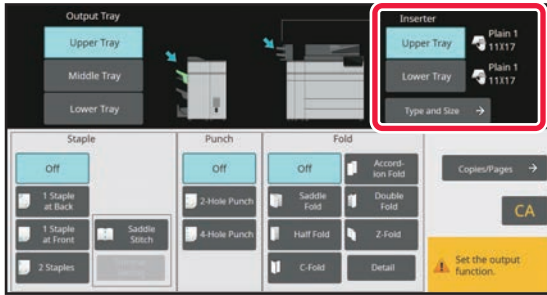 Output Tray
Upper Tray
Middle Tray
Lower Tray
Inserter
Upper Tray
Plain 1
11X17
Lower Tray
Plain 1
11X17
Type and Size
Staple
Off
1 Staple
at Back
1 Staple
at Front
2 Staples
Saddle
Stitch
Punch
Off
2-Hole Punch
4-Hole Punch
Fold
Off
Saddle
Fold
Half Fold
C-Fold
Accord-
ion Fold
Double
Fold
Z-Fold
Detail
Copies/Pages
CA
Set the output
function.